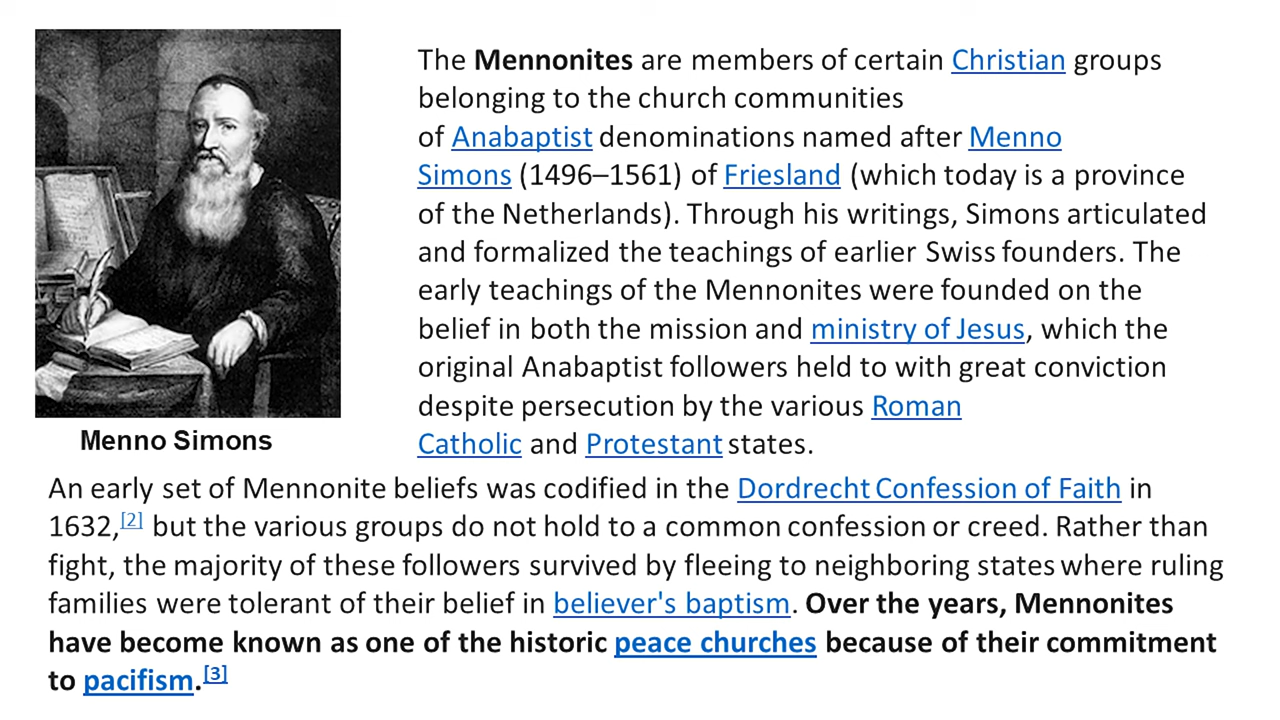 The Mennonites are members of certain Christian groups
belonging to the church communities
of Anabaptist denominations named after Menno
Simons (1496–1561) of Friesland (which today is a province
of the Netherlands). Through his writings, Simons articulated
and formalized the teachings of earlier Swiss founders. The
early teachings of the Mennonites were founded on the
belief in both the mission and ministry of Jesus, which the
original Anabaptist followers held to with great conviction
despite persecution by the various Roman
Catholic and Protestant states.
Menno Simons
An early set of Mennonite beliefs was codified in the Dordrecht Confession of Faith in
1632,[2] but the various groups do not hold to a common confession or creed. Rather than
fight, the majority of these followers survived by fleeing to neighboring states where ruling
families were tolerant of their belief in believer's baptism. Over the years, Mennonites
have become known as one of the historic peace churches because of their commitment
to pacifism.[3]